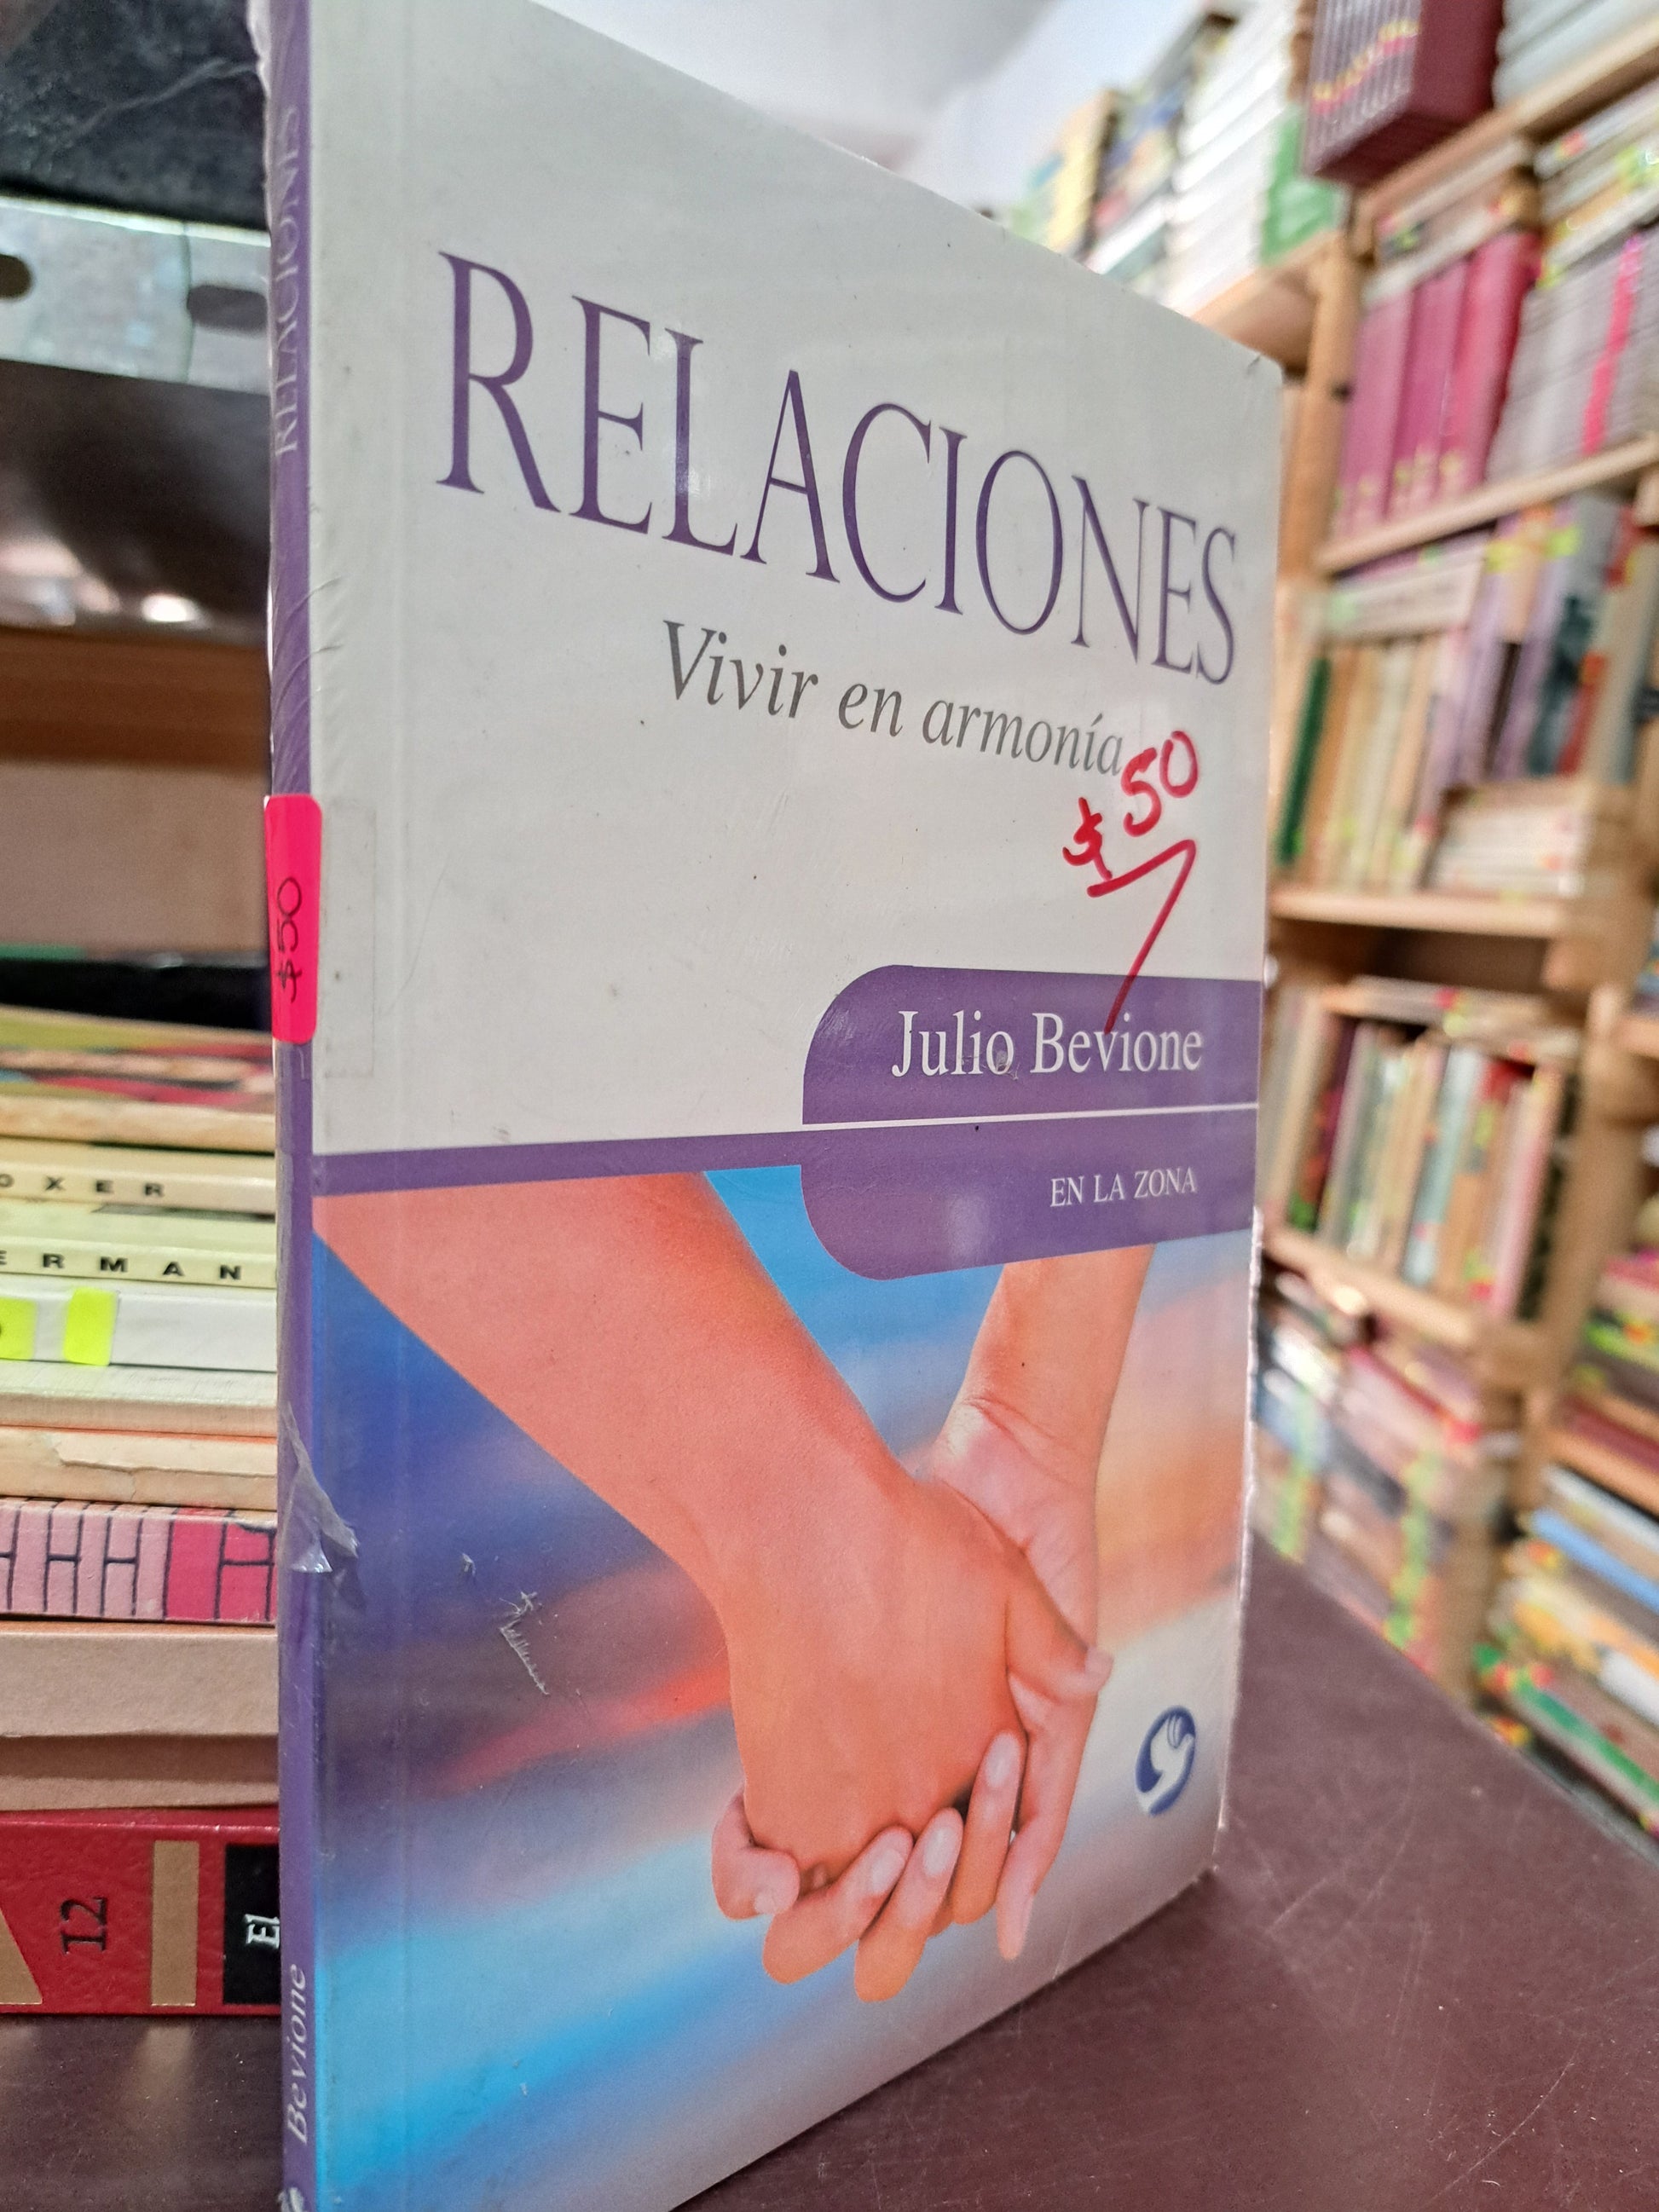 RELACIONES
Vivir en armonía
$50
Julio Bevione
EN LA ZONA
RELACIONES
$50
Bevione
OXER
ERMAN
12
El